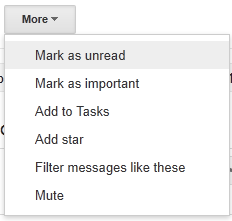 More
Mark as unread
Mark as important
Add to Tasks
Add star
Filter messages like these
Mute